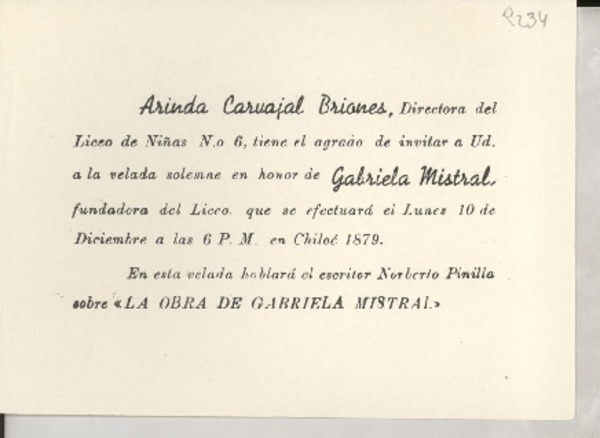 2234
Arinda Carvajal Briones, Directora del
Liceo de Niñas N.o 6, tiene el agrado de invitar a Ud.
a la velada solemne en honor de Gabriela Mistral,
fundadora del Liceo. que se efectuará el Lunes 10 de
Diciembre a las 6 P. M. en Chiloé 1879.
En esta velada hablará el escritor Norberto Pinilla
sobre «LA OBRA DE GABRIELA MISTRAL»